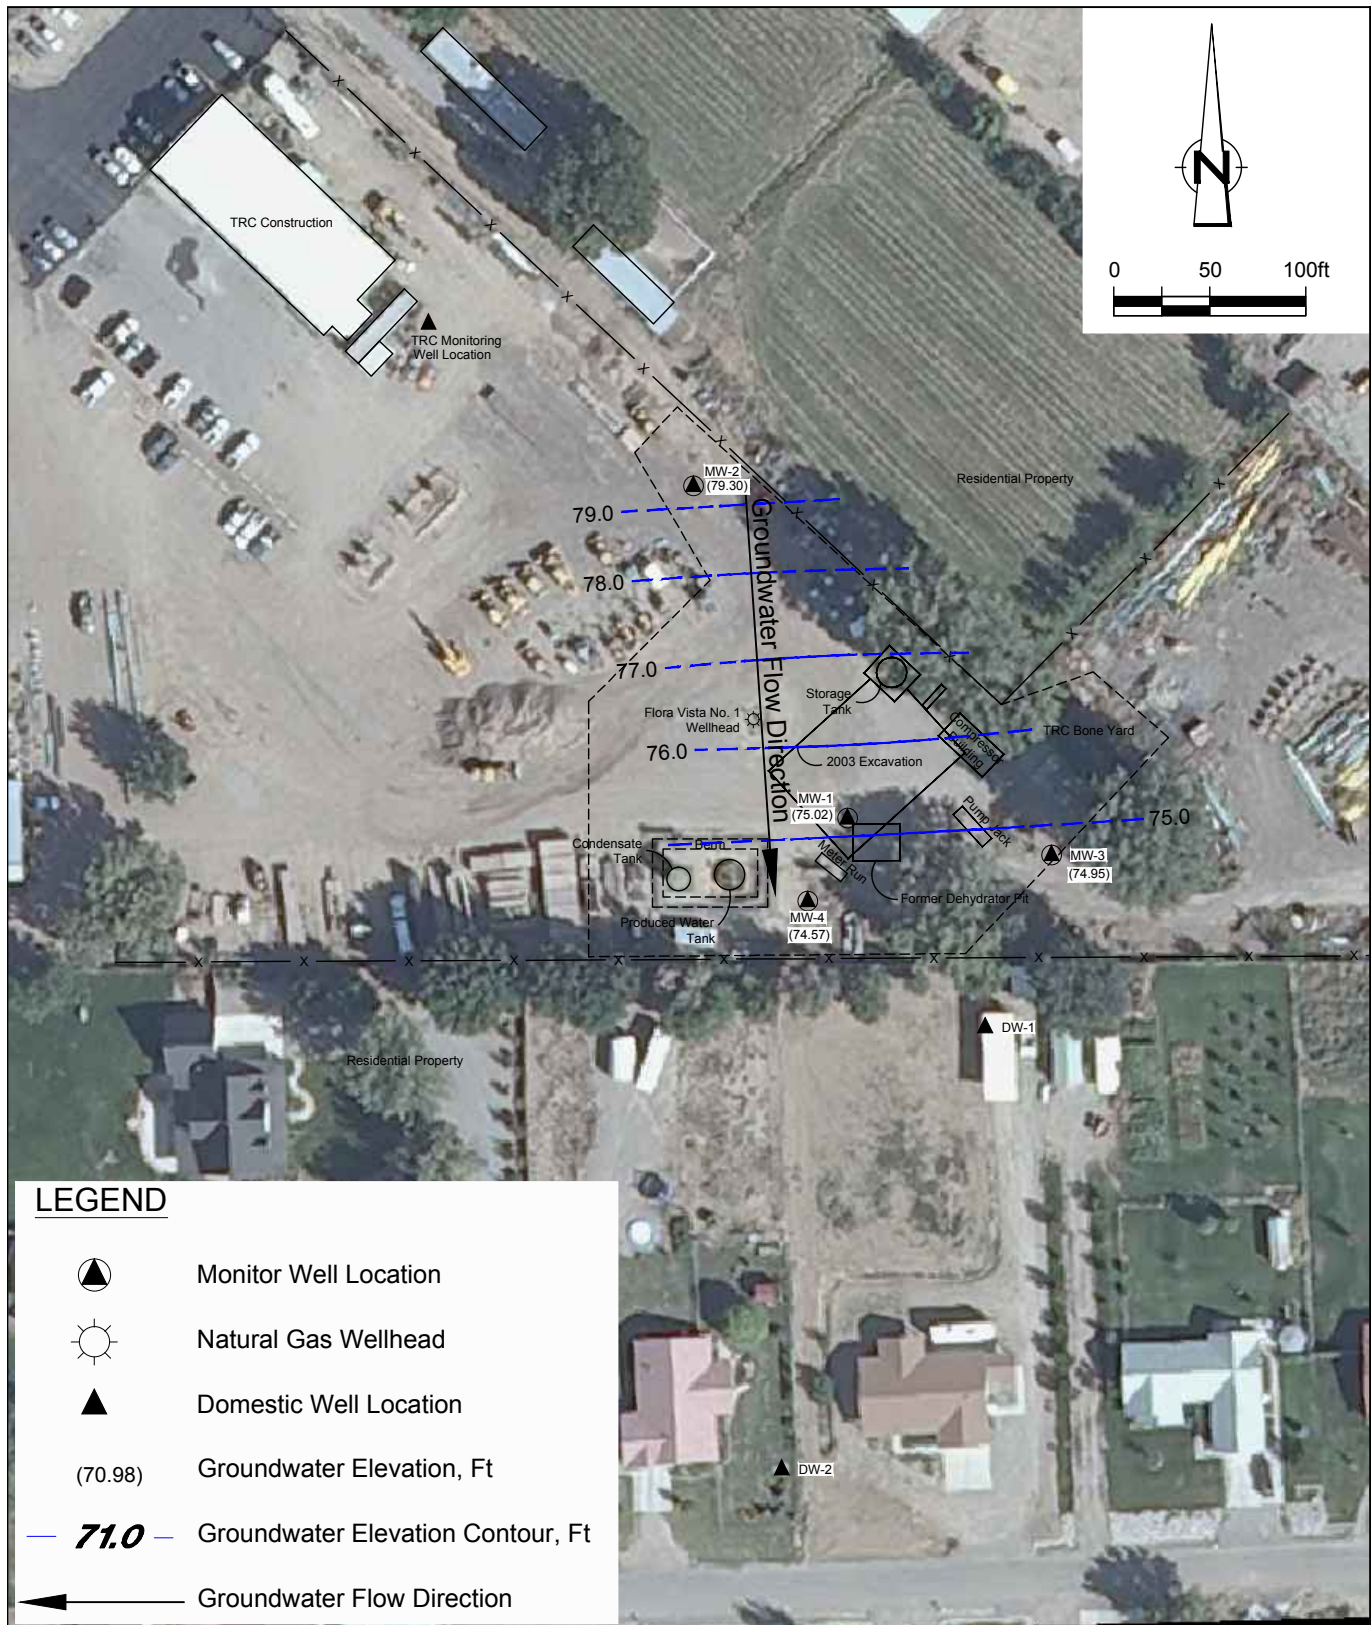 N
0 50 100ft
TRC Construction
TRC Monitoring
Well Location
MW-2
(79.30)
Residential Property
79.0
78.0
77.0
76.0
75.0
Groundwater Flow Direction
Storage
Tank
Flora Vista No. 1
Wellhead
Compressor
Building
TRC Bone Yard
2003 Excavation
MW-1
(75.02)
Pump Jack
Condensate
Tank
Berm
Meter Run
MW-3
(74.95)
Former Dehydrator Pit
MW-4
(74.57)
Produced Water
Tank
DW-1
Residential Property
DW-2
LEGEND
Monitor Well Location
Natural Gas Wellhead
Domestic Well Location
(70.98) Groundwater Elevation, Ft
71.0 Groundwater Elevation Contour, Ft
Groundwater Flow Direction